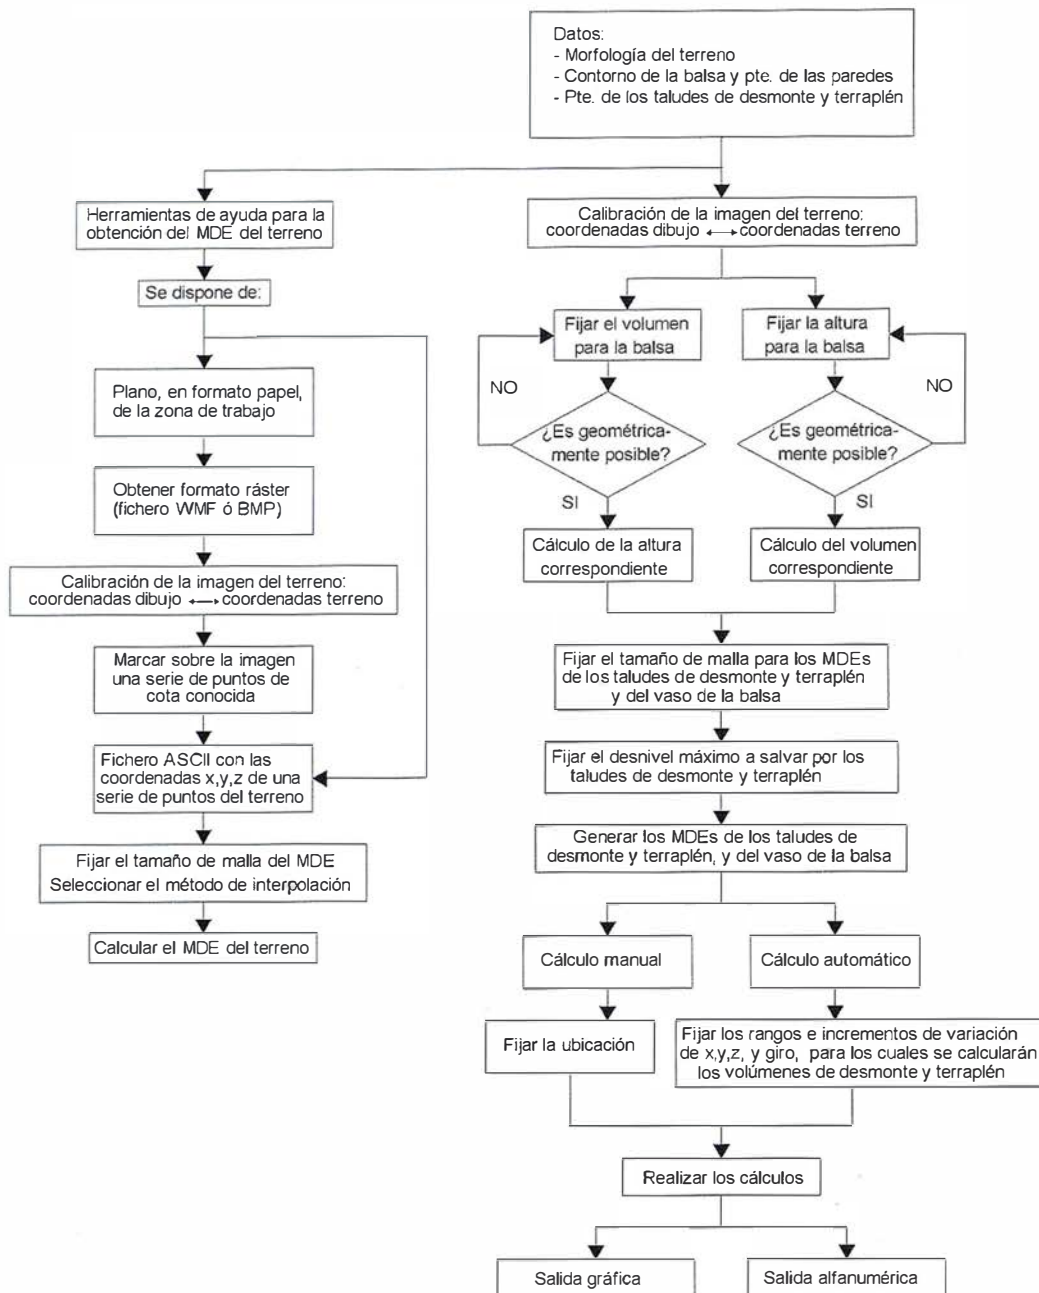 Datos:
- Morfología del terreno
- Contorno de la balsa y pte. de las paredes
- Pte. de los taludes de desmonte y terraplén
Herramientas de ayuda para la
obtención del MDE del terreno
Se dispone de:
Plano, en formato papel,
de la zona de trabajo
Obtener formato ráster
(fichero WMF ó BMP)
Calibración de la imagen del terreno:
coordenadas dibujo ←→ coordenadas terreno
Marcar sobre la imagen
una serie de puntos de
cota conocida
Fichero ASCII con las
coordenadas x,y,z de una
serie de puntos del terreno
Fijar el tamaño de malla del MDE
Seleccionar el método de interpolación
Calcular el MDE del terreno
Calibración de la imagen del terreno:
coordenadas dibujo ←→ coordenadas terreno
Fijar el volumen
para la balsa
NO
¿Es geométrica-
mente posible?
SI
Cálculo de la altura
correspondiente
Fijar la altura
para la balsa
NO
¿Es geométrica-
mente posible?
SI
Cálculo del volumen
correspondiente
Fijar el tamaño de malla para los MDEs
de los taludes de desmonte y terraplén
y del vaso de la balsa
Fijar el desnivel máximo a salvar por los
taludes de desmonte y terraplén
Generar los MDEs de los taludes de
desmonte y terraplén, y del vaso de la balsa
Cálculo manual
Fijar la ubicación
Cálculo automático
Fijar los rangos e incrementos de variación
de x,y,z, y giro, para los cuales se calcularán
los volúmenes de desmonte y terraplén
Realizar los cálculos
Salida gráfica
Salida alfanumérica